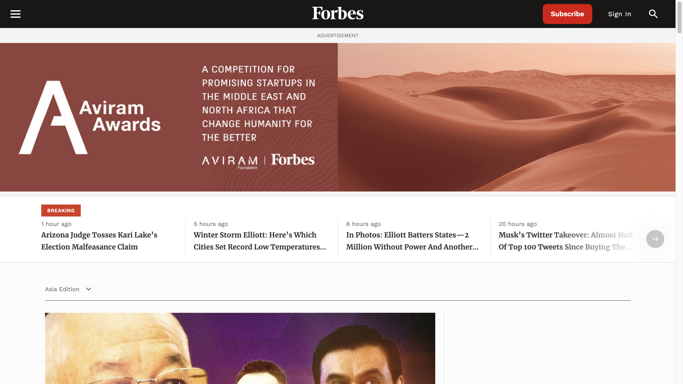 Forbes
Subscribe
Sign In
ADVERTISEMENT
A
Aviram
Awards
A COMPETITION FOR
PROMISING STARTUPS IN
THE MIDDLE EAST AND
NORTH AFRICA THAT
CHANGE HUMANITY FOR
THE BETTER
AVIRAM | Forbes
Foundation
BREAKING
1 hour ago
Arizona Judge Tosses Kari Lake's
Election Malfeasance Claim
5 hours ago
Winter Storm Elliott: Here's Which
Cities Set Record Low Temperatures...
6 hours ago
In Photos: Elliott Batters States—2
Million Without Power And Another...
20 hours ago
Musk's Twitter Takeover: Almost Half
Of Top 100 Tweets Since Buying The...
Asia Edition